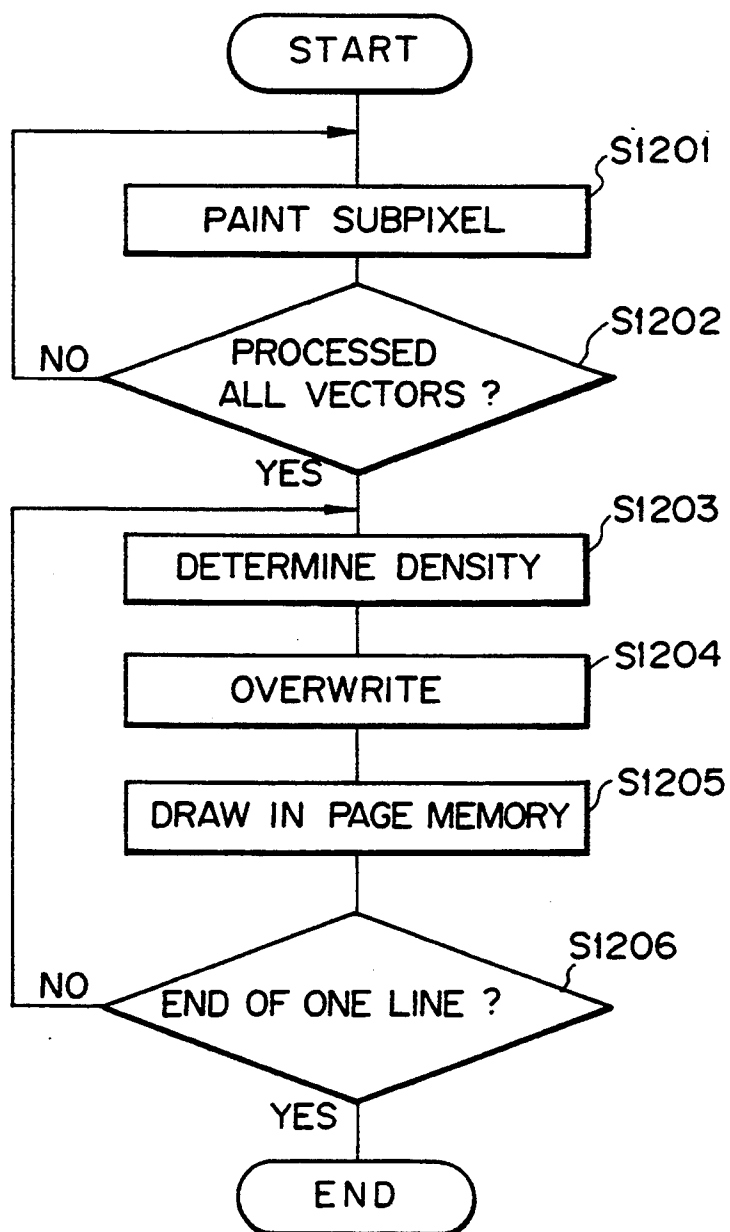 START
S1201
PAINT SUBPIXEL
S1202
NO
PROCESSED
ALL VECTORS ?
YES
S1203
DETERMINE DENSITY
S1204
OVERWRITE
S1205
DRAW IN PAGE MEMORY
S1206
NO
END OF ONE LINE ?
YES
END